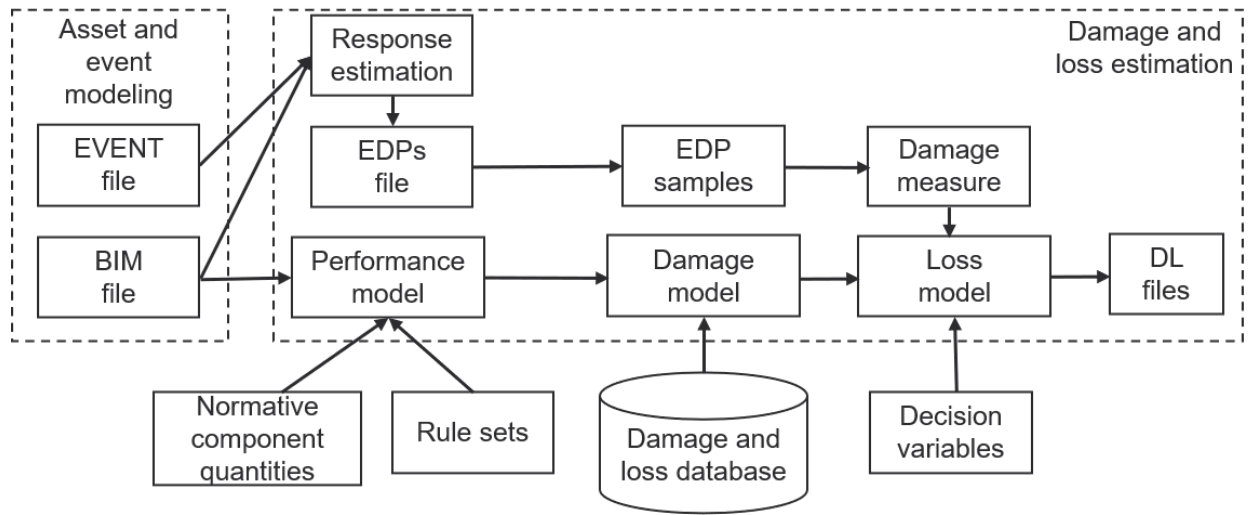 Asset and
event
modeling
Response
estimation
Damage and
loss estimation
EVENT
file
EDPs
file
EDP
samples
Damage
measure
BIM
file
Performance
model
Damage
model
Loss
model
DL
files
Normative
component
quantities
Rule sets
Damage and
loss database
Decision
variables